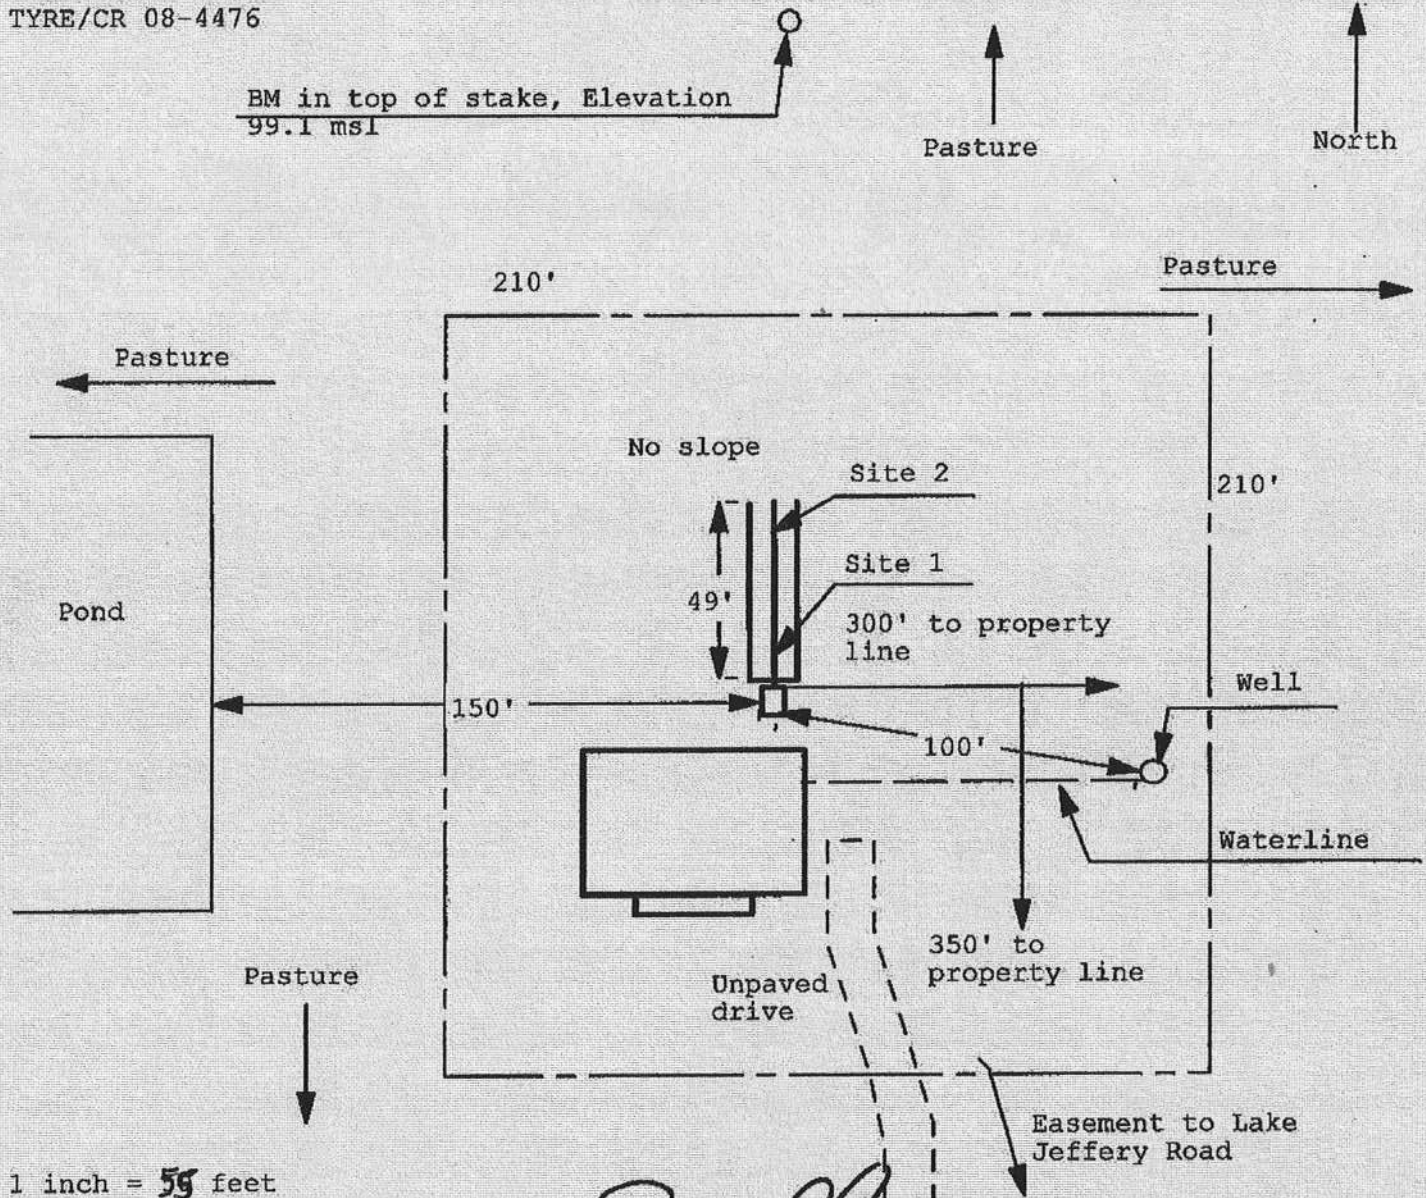 TYRE/CR 08-4476
BM in top of stake, Elevation
99.1 msl
Pasture
North
210'
Pasture
Pasture
No slope
Site 2
210'
Site 1
49'
Pond
300' to property
line
Well
150'
100'
Waterline
350' to
property line
Pasture
Unpaved
drive
Easement to Lake
Jeffery Road
1 inch = feet